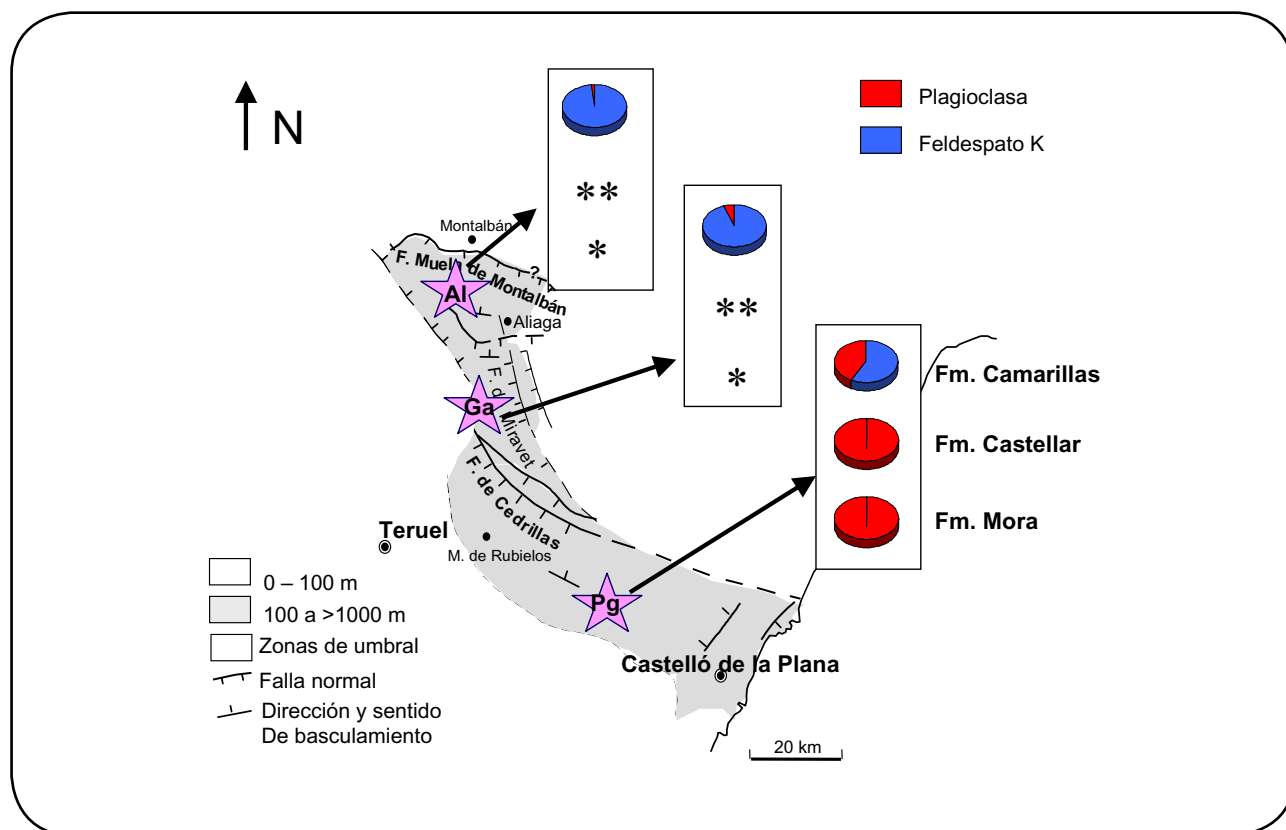 N
Plagioclasa
Feldespato K
**
*
**
*
Montalbán
F. Muela de Montalbán
?
Al
Aliaga
F. de Miravet
Ga
F. de Cedrillas
Teruel
M. de Rubielos
Pg
Castelló de la Plana
Fm. Camarillas
Fm. Castellar
Fm. Mora
0 – 100 m
100 a >1000 m
Zonas de umbral
Falla normal
Dirección y sentido
De basculamiento
20 km